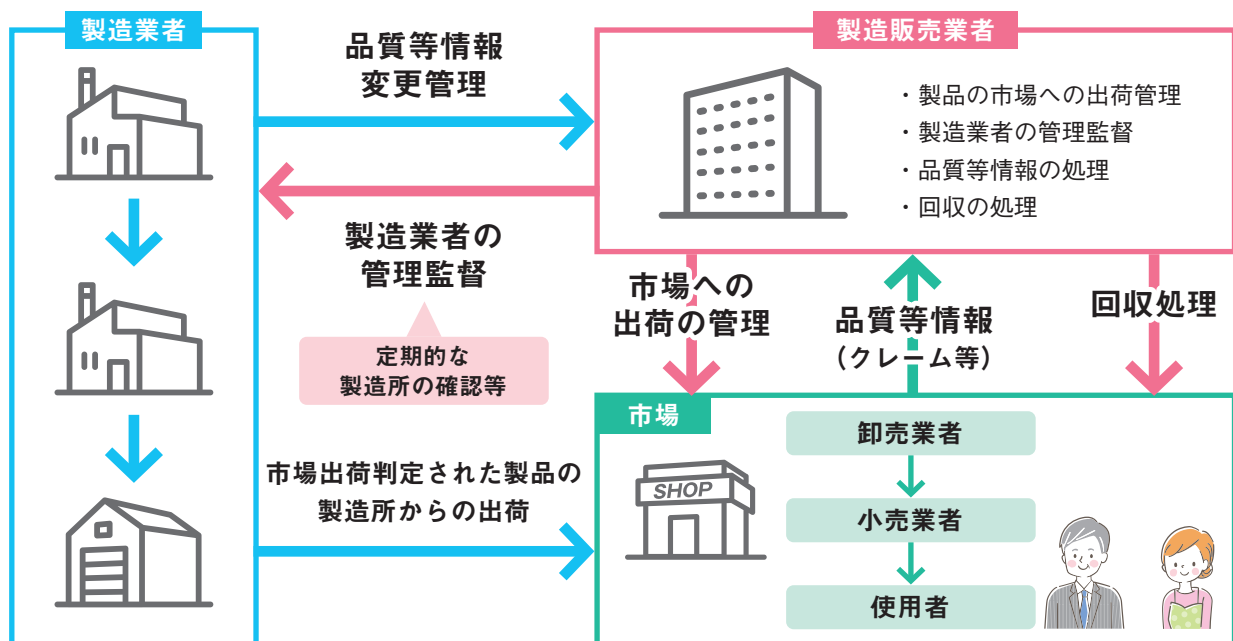 製造業者
品質等情報
変更管理
製造販売業者
・製品の市場への出荷管理
・製造業者の管理監督
・品質等情報の処理
・回収の処理
製造業者の
管理監督
定期的な
製造所の確認等
市場への
出荷の管理
品質等情報
（クレーム等）
回収処理
市場出荷判定された製品の
製造所からの出荷
市場
SHOP
卸売業者
小売業者
使用者